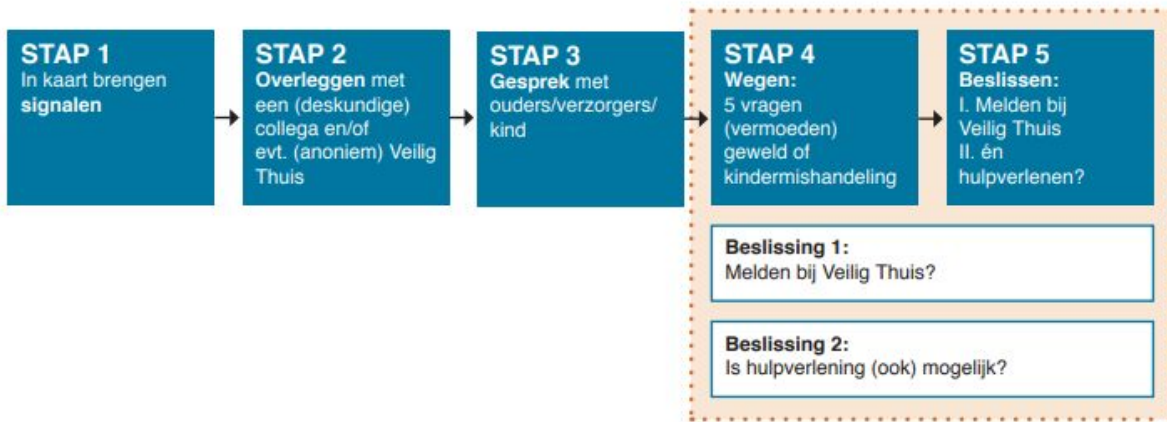 STAP 1
In kaart brengen
signalen
STAP 2
Overleggen met
een (deskundige)
collega en/of
evt. (anoniem) Veilig
Thuis
STAP 3
Gesprek met
ouders/verzorgers/
kind
STAP 4
Wegen:
5 vragen
(vermoeden)
geweld of
kindermishandeling
STAP 5
Beslissen:
I. Melden bij
Veilig Thuis
II. én
hulpverlenen?
Beslissing 1:
Melden bij Veilig Thuis?
Beslissing 2:
Is hulpverlening (ook) mogelijk?